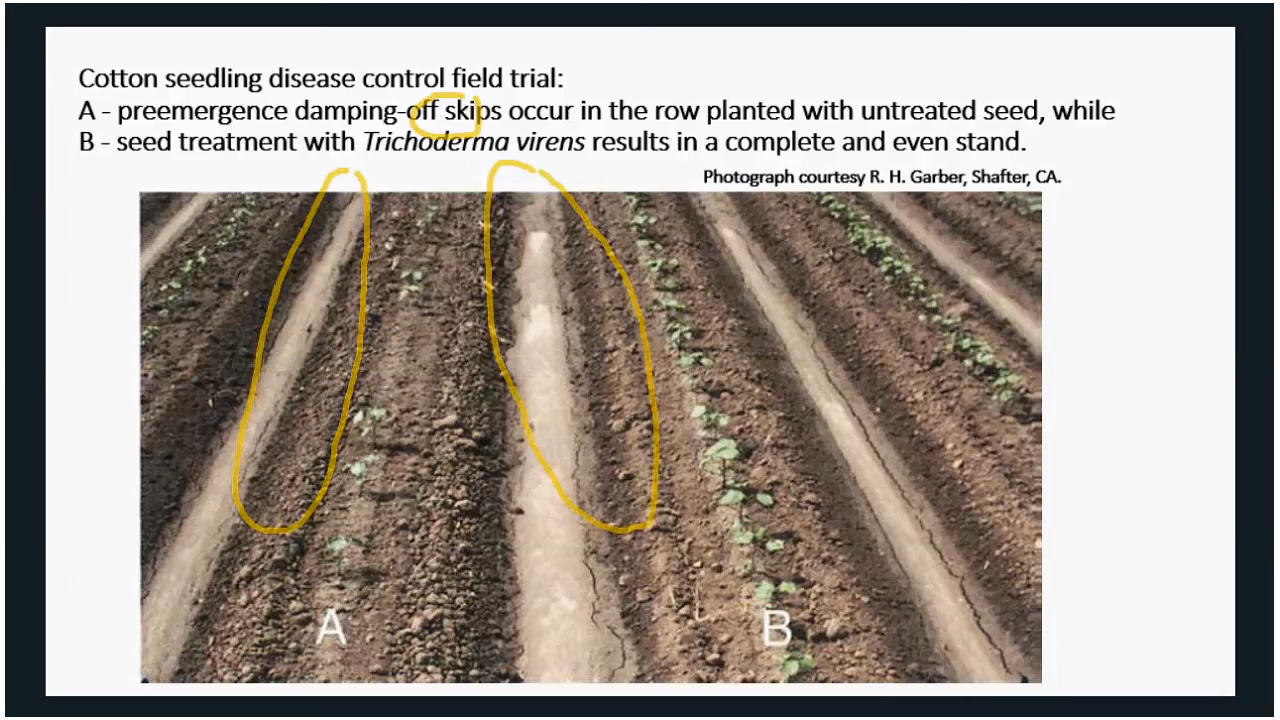 Cotton seedling disease control field trial:
A - preemergence damping-off skips occur in the row planted with untreated seed, while
B - seed treatment with Trichoderma virens results in a complete and even stand.
Photograph courtesy R. H. Garber, Shafter, CA.
A
B